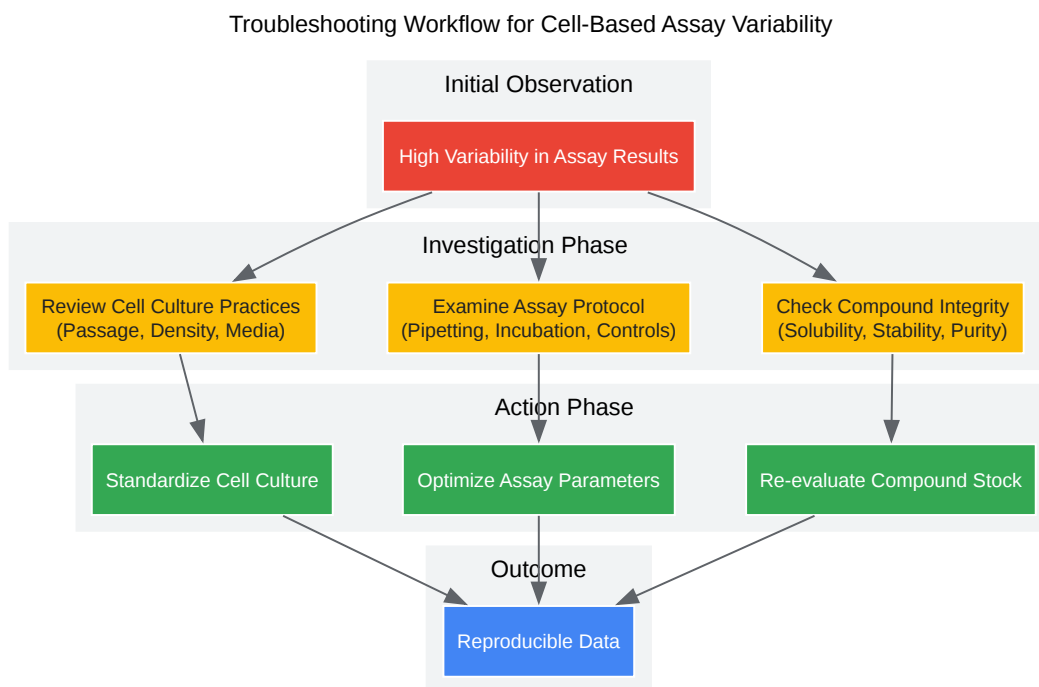 Troubleshooting Workflow for Cell-Based Assay Variability
Initial Observation
High Variability in Assay Results
Investigation Phase
Review Cell Culture Practices
(Passage, Density, Media)
Examine Assay Protocol
(Pipetting, Incubation, Controls)
Check Compound Integrity
(Solubility, Stability, Purity)
Action Phase
Standardize Cell Culture
Optimize Assay Parameters
Re-evaluate Compound Stock
Outcome
Reproducible Data